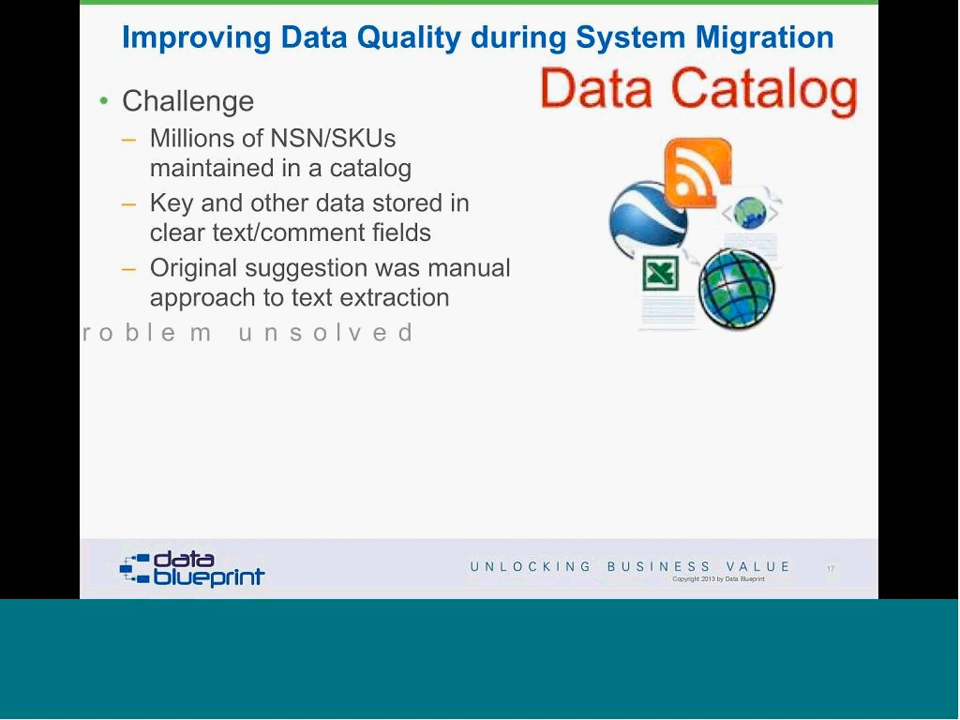 Improving Data Quality during System Migration
Data Catalog
• Challenge
– Millions of NSN/SKUs
maintained in a catalog
– Key and other data stored in
clear text/comment fields
– Original suggestion was manual
approach to text extraction
r o b l e m u n s o l v e d
data
blueprint
UNLOCKING BUSINESS VALUE
17
Copyright 2013 by Data Blueprint